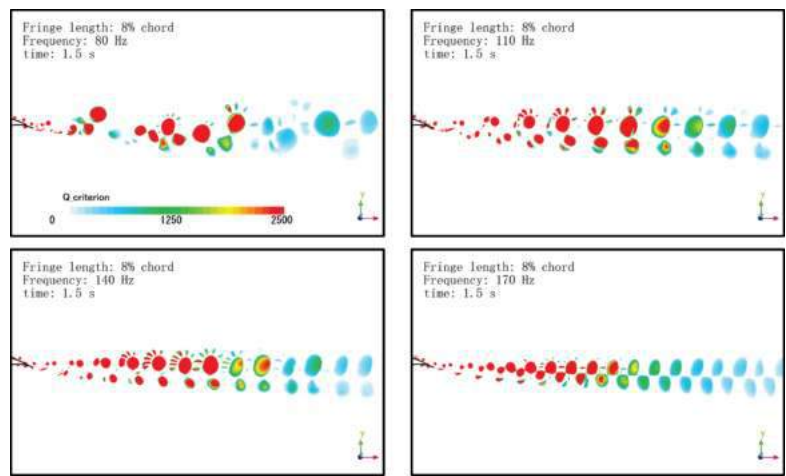 Fringe length: 8% chord
Frequency: 80 Hz
time: 1.5 s
Q_criterion
0 1250 2500
Fringe length: 8% chord
Frequency: 110 Hz
time: 1.5 s
Fringe length: 8% chord
Frequency: 140 Hz
time: 1.5 s
Fringe length: 8% chord
Frequency: 170 Hz
time: 1.5 s